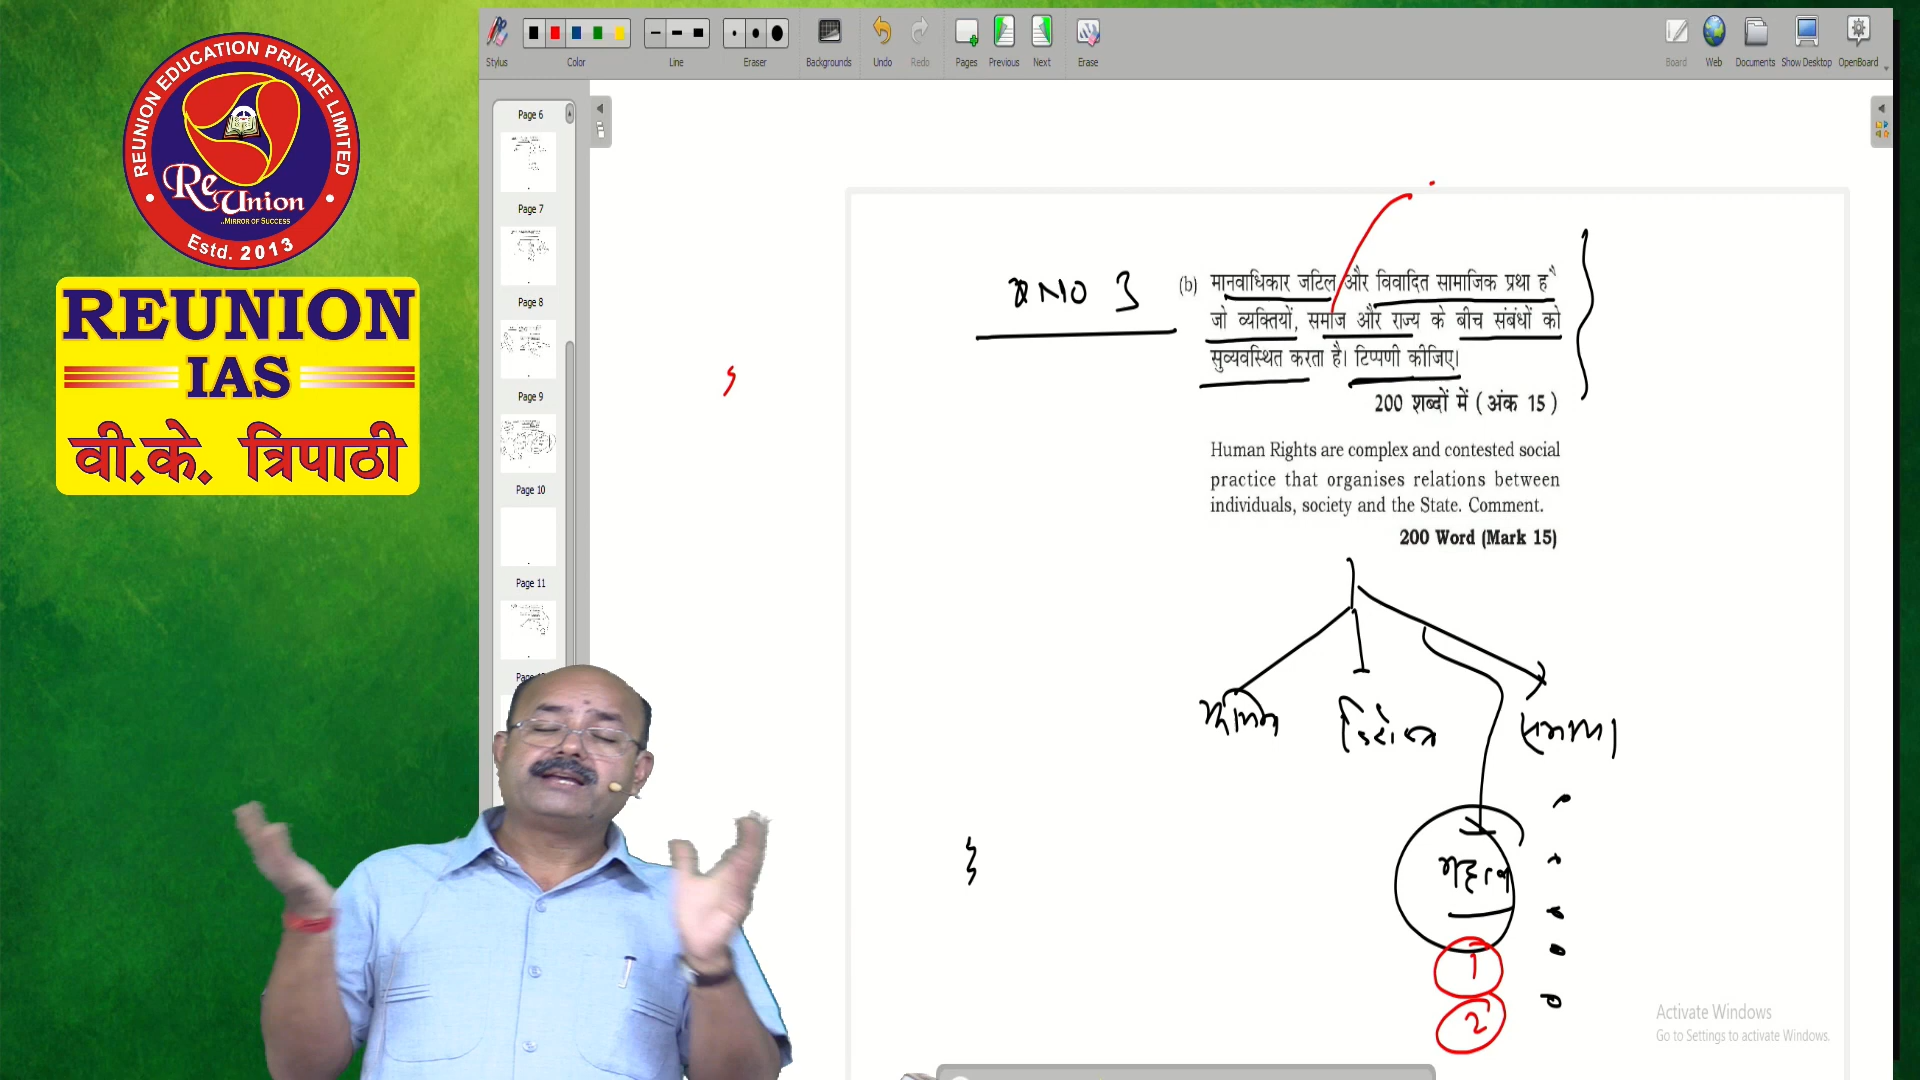 REUNION EDUCATION PRIVATE LIMITED
ReUnion
..MIRROR OF SUCCESS
Estd. 2013
REUNION
IAS
वी.के. त्रिपाठी
Stylus
Color
Line
Eraser
Backgrounds
Undo
Redo
Pages
Previous
Next
Erase
Board
Web
Documents
Show Desktop
OpenBoard
Page 6
Page 7
Page 8
Page 9
Page 10
Page 11
NO 3
(b) मानवाधिकार जटिल और विवादित सामाजिक प्रथा है
जो व्यक्तियों, समाज और राज्य के बीच संबंधों को
सुव्यवस्थित करता है। टिप्पणी कीजिए।
200 शब्दों में ( अंक 15 )
Human Rights are complex and contested social
practice that organises relations between
individuals, society and the State. Comment.
200 Word (Mark 15)
महत्व
1
2
Activate Windows
Go to Settings to activate Windows.